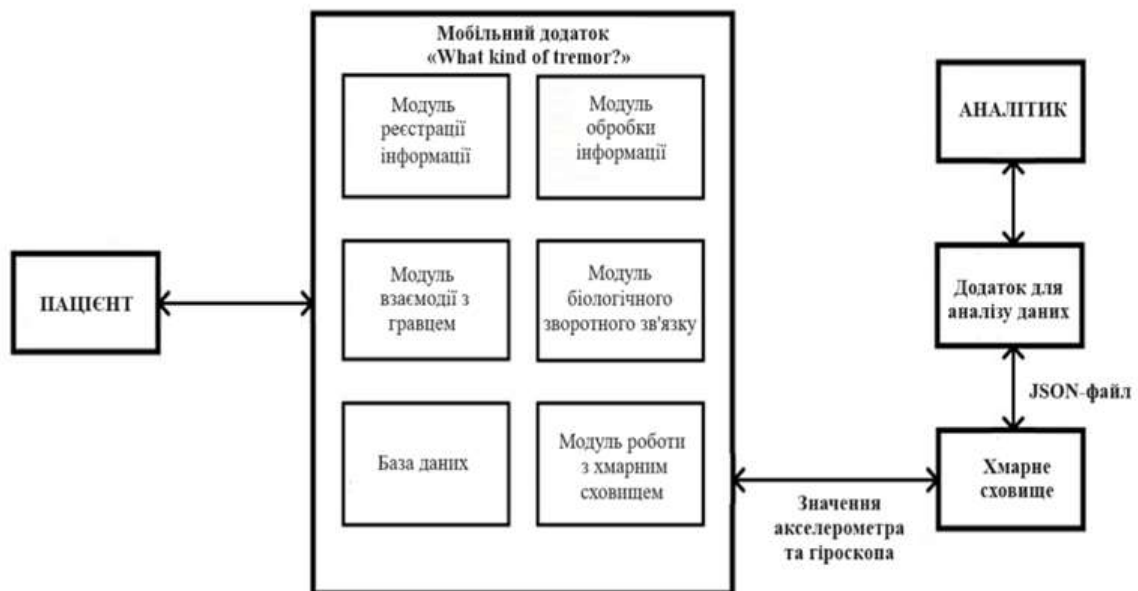 Мобільний додаток
«What kind of tremor?»
Модуль
реєстрації
інформації
Модуль
обробки
інформації
Модуль
взаємодії з
гравцем
Модуль
біологічного
зворотного зв'язку
База даних
Модуль роботи
з хмарним
сховищем
ПАЦІЄНТ
АНАЛІТИК
Додаток для
аналізу даних
JSON-файл
Хмарне
сховище
Значення
акселерометра
та гіроскопа